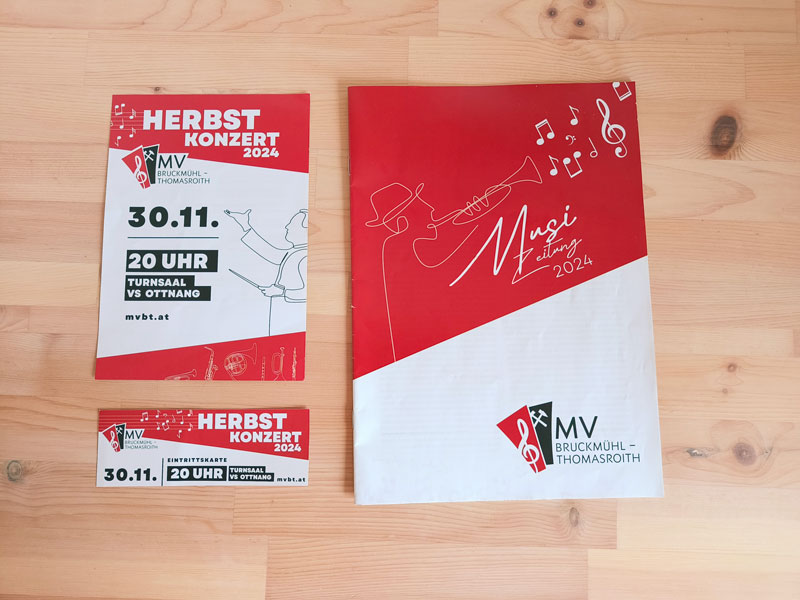 HERBST
KONZERT
2024
MV
BRUCKMÜHL –
THOMASROITH
30.11.
20 UHR
TURNSAAL
VS OTTNANG
mvbt.at
HERBST
KONZERT
2024
MV
BRUCKMÜHL –
THOMASROITH
EINTRITTSKARTE
30.11.
20 UHR
TURNSAAL
VS OTTNANG
mvbt.at
Musi
Zeitung
2024
MV
BRUCKMÜHL –
THOMASROITH